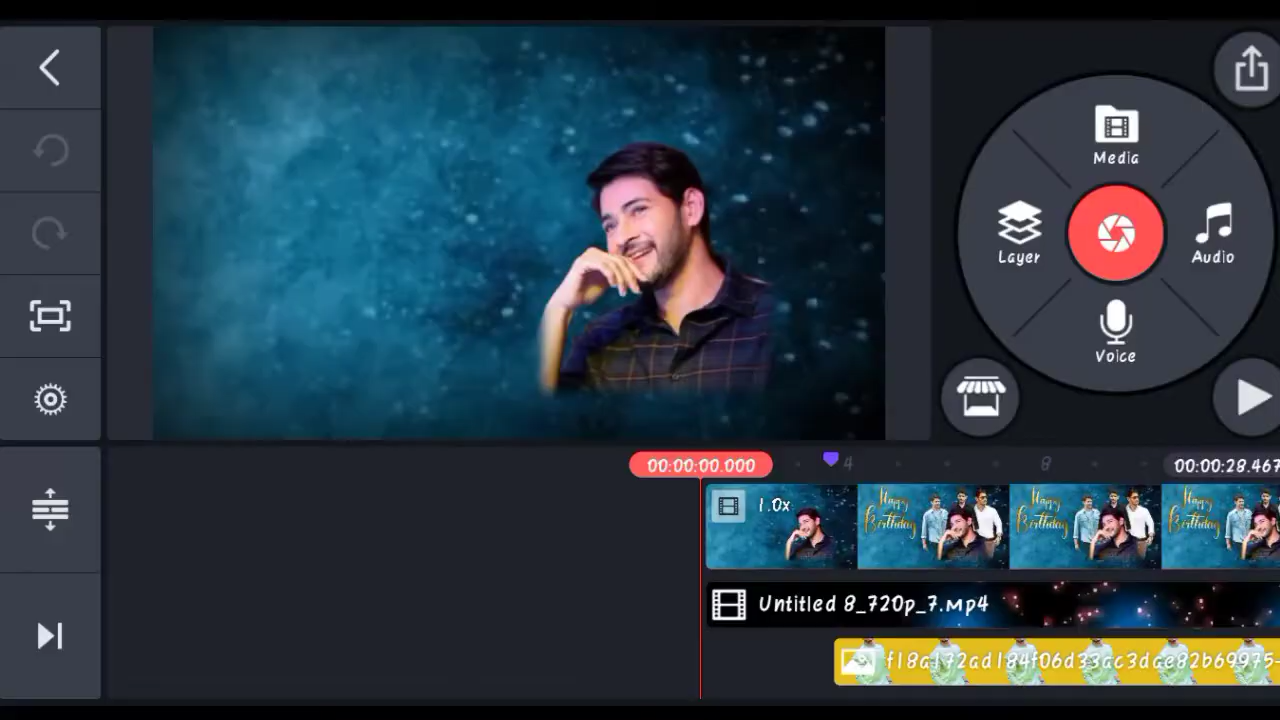 Media
Layer
Audio
Voice
00:00:00.000
4
8
00:00:28.467
1.0x
Happy
Birthday
Happy
Birthday
Happy
Birthday
Untitled 8_720p_7.mp4
f18a172ad184f06d33ac3dae82b69975-